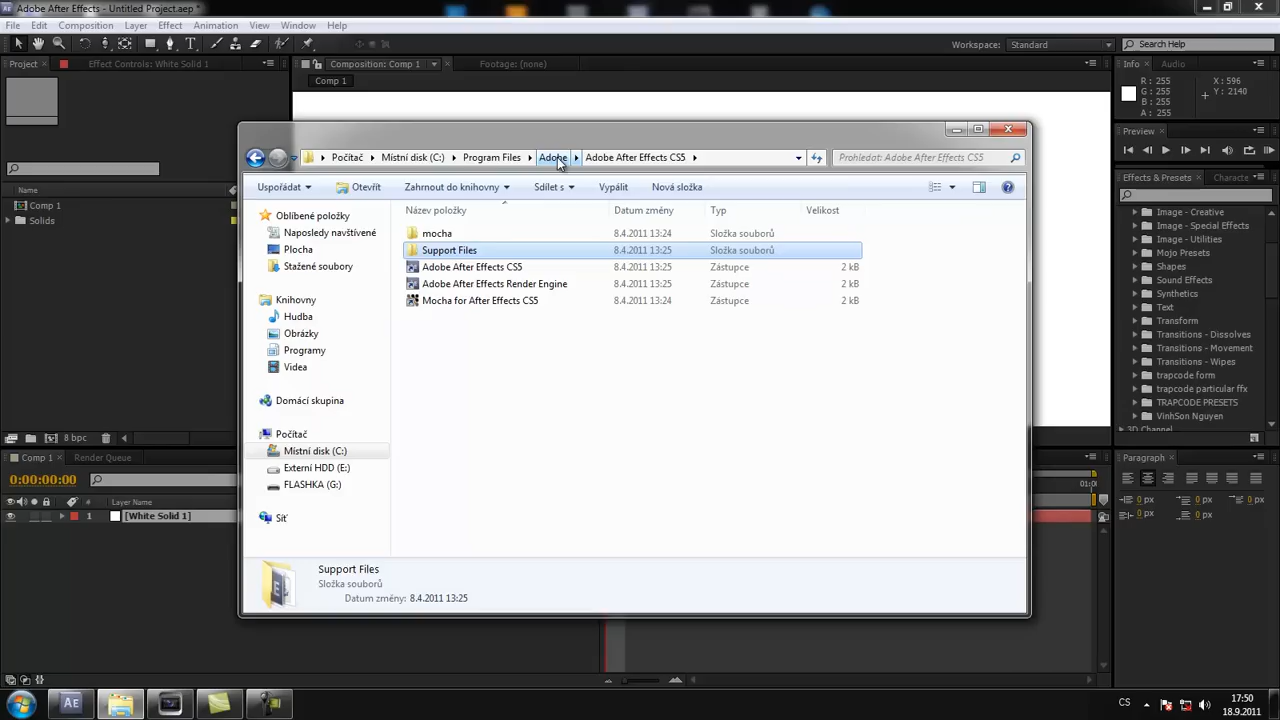 Adobe After Effects - Untitled Project.aep *
File Edit Composition Layer Effect Animation View Window Help
Workspace: Standard Search Help
Project Effect Controls: White Solid 1 Composition: Comp 1 Footage: (none) Info Audio
Comp 1
R: 255
G: 255
B: 255
A: 255
X: 596
Y: 2140
Preview
Effects & Presets Characte
Name
Comp 1
Solids
8 bpc
Počítač Místní disk (C:) Program Files Adobe Adobe After Effects CS5
Prohledat: Adobe After Effects CS5
Uspořádat Otevřít Zahrnout do knihovny Sdílet s Vypálit Nová složka
Oblíbené položky
Naposledy navštívené
Plocha
Stažené soubory
Knihovny
Hudba
Obrázky
Programy
Videa
Domácí skupina
Počítač
Místní disk (C:)
Externí HDD (E:)
FLASHKA (G:)
Síť
Název položky Datum změny Typ Velikost
mocha 8.4.2011 13:24 Složka souborů
Support Files 8.4.2011 13:25 Složka souborů
Adobe After Effects CS5 8.4.2011 13:25 Zástupce 2 kB
Adobe After Effects Render Engine 8.4.2011 13:25 Zástupce 2 kB
Mocha for After Effects CS5 8.4.2011 13:24 Zástupce 2 kB
Support Files
Složka souborů
Datum změny: 8.4.2011 13:25
Image - Creative
Image - Special Effects
Image - Utilities
Mojo Presets
Shapes
Sound Effects
Synthetics
Text
Transform
Transitions - Dissolves
Transitions - Movement
Transitions - Wipes
trapcode form
trapcode particular ffx
TRAPCODE PRESETS
VinhSon Nguyen
3D Channel
Comp 1 Render Queue
0:00:00:00
Layer Name
1 [White Solid 1]
01:0
Paragraph
0 px 0 px 0 px
0 px 0 px
CS 17:50
18.9.2011